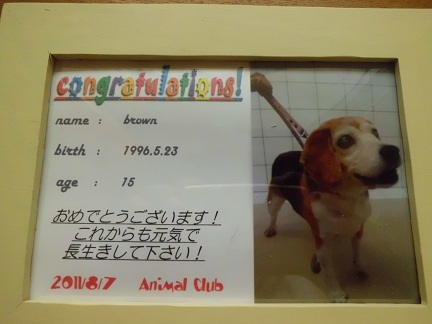 congratulations!
name : brown
birth : 1996.5.23
age : 15
おめでとうございます！
これからも元気で
長生きして下さい！
2011/8/7 Animal Club